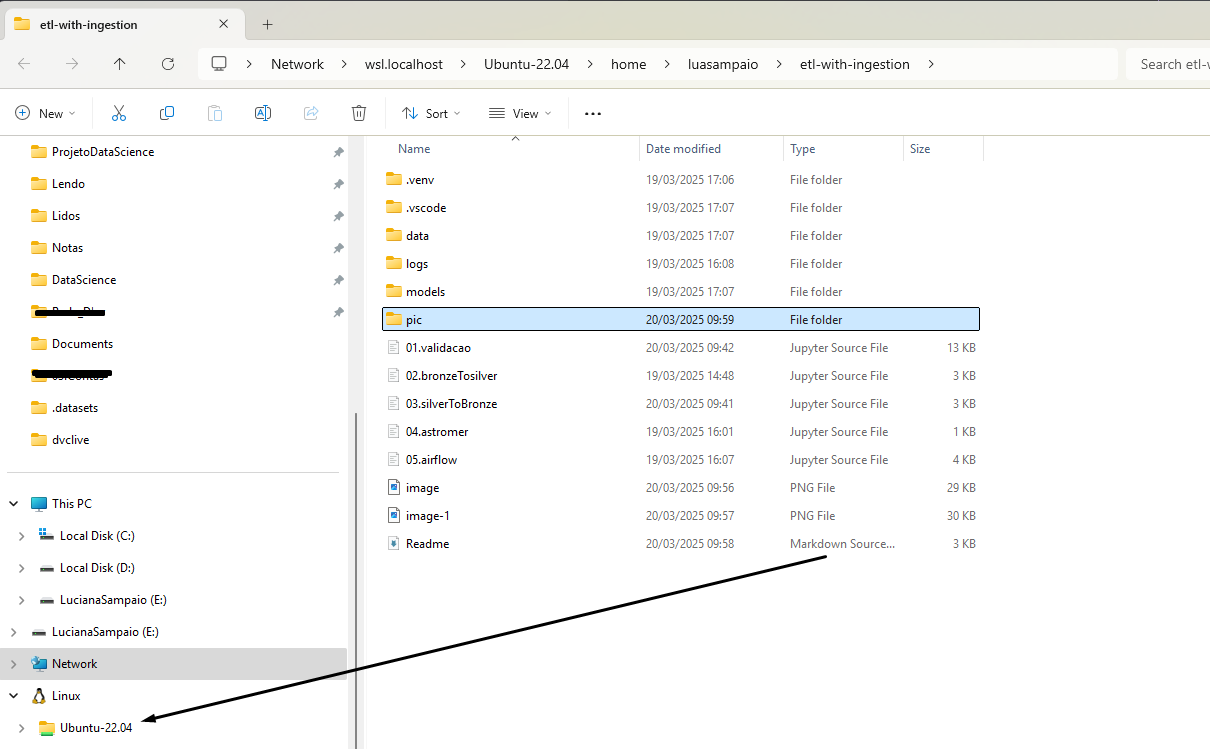 etl-with-ingestion
Network > wsl.localhost > Ubuntu-22.04 > home > luasampaio > etl-with-ingestion >
Search etl-w
New
Sort
View
ProjetoDataScience
Lendo
Lidos
Notas
DataScience
Documents
.datasets
dvclive
This PC
Local Disk (C:)
Local Disk (D:)
LucianaSampaio (E:)
LucianaSampaio (E:)
Network
Linux
Ubuntu-22.04
Name Date modified Type Size
.venv 19/03/2025 17:06 File folder
.vscode 19/03/2025 17:07 File folder
data 19/03/2025 17:07 File folder
logs 19/03/2025 16:08 File folder
models 19/03/2025 17:07 File folder
pic 20/03/2025 09:59 File folder
01.validacao 20/03/2025 09:42 Jupyter Source File 13 KB
02.bronzeTosilver 19/03/2025 14:48 Jupyter Source File 3 KB
03.silverToBronze 20/03/2025 09:41 Jupyter Source File 3 KB
04.astromer 19/03/2025 16:01 Jupyter Source File 1 KB
05.airflow 19/03/2025 16:07 Jupyter Source File 4 KB
image 20/03/2025 09:56 PNG File 29 KB
image-1 20/03/2025 09:57 PNG File 30 KB
Readme 20/03/2025 09:58 Markdown Source... 3 KB